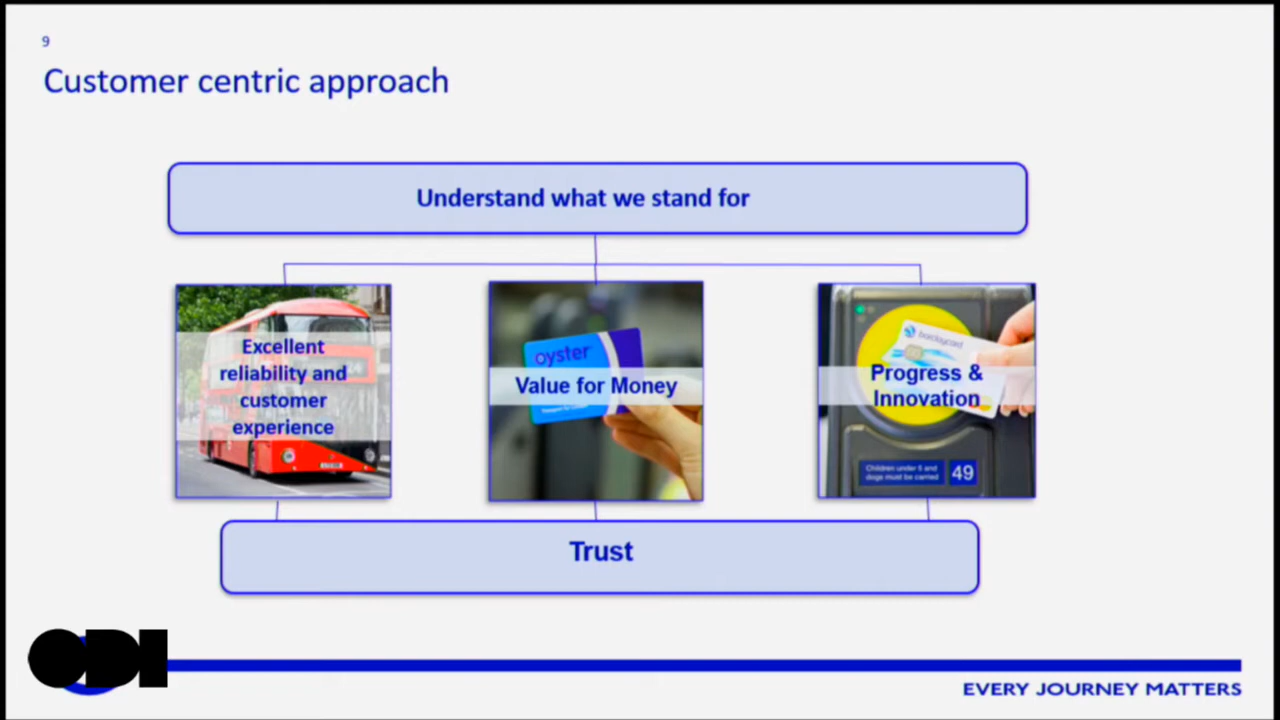 9
Customer centric approach
Understand what we stand for
Excellent
reliability and
customer
experience
oyster
Value for Money
barclaycard
Progress &
Innovation
Children under 5 and
dogs must be carried
49
Trust
ODI
EVERY JOURNEY MATTERS